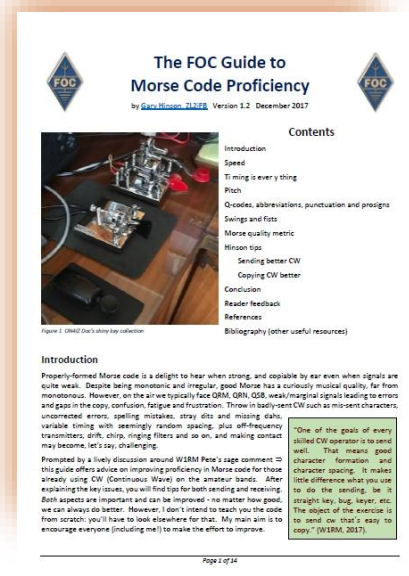 FOC
The FOC Guide to
FOC
Morse Code Proficiency
by Gary Hinson, ZL2iFB Version 1.2 December 2017
Contents
Introduction
Speed
Ti ming is ever y thing
Pitch
Q-codes, abbreviations, punctuation and prosigns
Swings and fists
Morse quality metric
Hinson tips
Sending better CW
Copying CW better
Conclusion
Reader feedback
References
Bibliography (other useful resources)
Figure 1 ON4IZ Doc's shiny key collection
Introduction
Properly-formed Morse code is a delight to hear when strong, and copiable by ear even when signals are
quite weak. Despite being monotonic and irregular, good Morse has a curiously musical quality, far from
monotonous. However, on the air we typically face QRM, QRN, QSB, weak/marginal signals leading to errors
and gaps in the copy, confusion, fatigue and frustration. Throw in badly-sent CW such as mis-sent characters,
uncorrected errors, spelling mistakes, stray dits and missing dahs,
variable timing with seemingly random spacing, plus off-frequency
transmitters, drift, chirp, ringing filters and so on, and making contact
may become, let's say, challenging.
Prompted by a lively discussion around W1RM Pete's sage comment ⇒
this guide offers advice on improving proficiency in Morse code for those
already using CW (Continuous Wave) on the amateur bands. After
explaining the key issues, you will find tips for both sending and receiving.
Both aspects are important and can be improved - no matter how good,
we can always do better. However, I don't intend to teach you the code
from scratch: you'll have to look elsewhere for that. My main aim is to
encourage everyone (including me!) to make the effort to improve.
"One of the goals of every
skilled CW operator is to send
well. That means good
character formation and
character spacing. It makes
little difference what you use
to do the sending, be it
straight key, bug, keyer, etc.
The object of the exercise is
to send cw that's easy to
copy." (W1RM, 2017).
Page 1 of 14